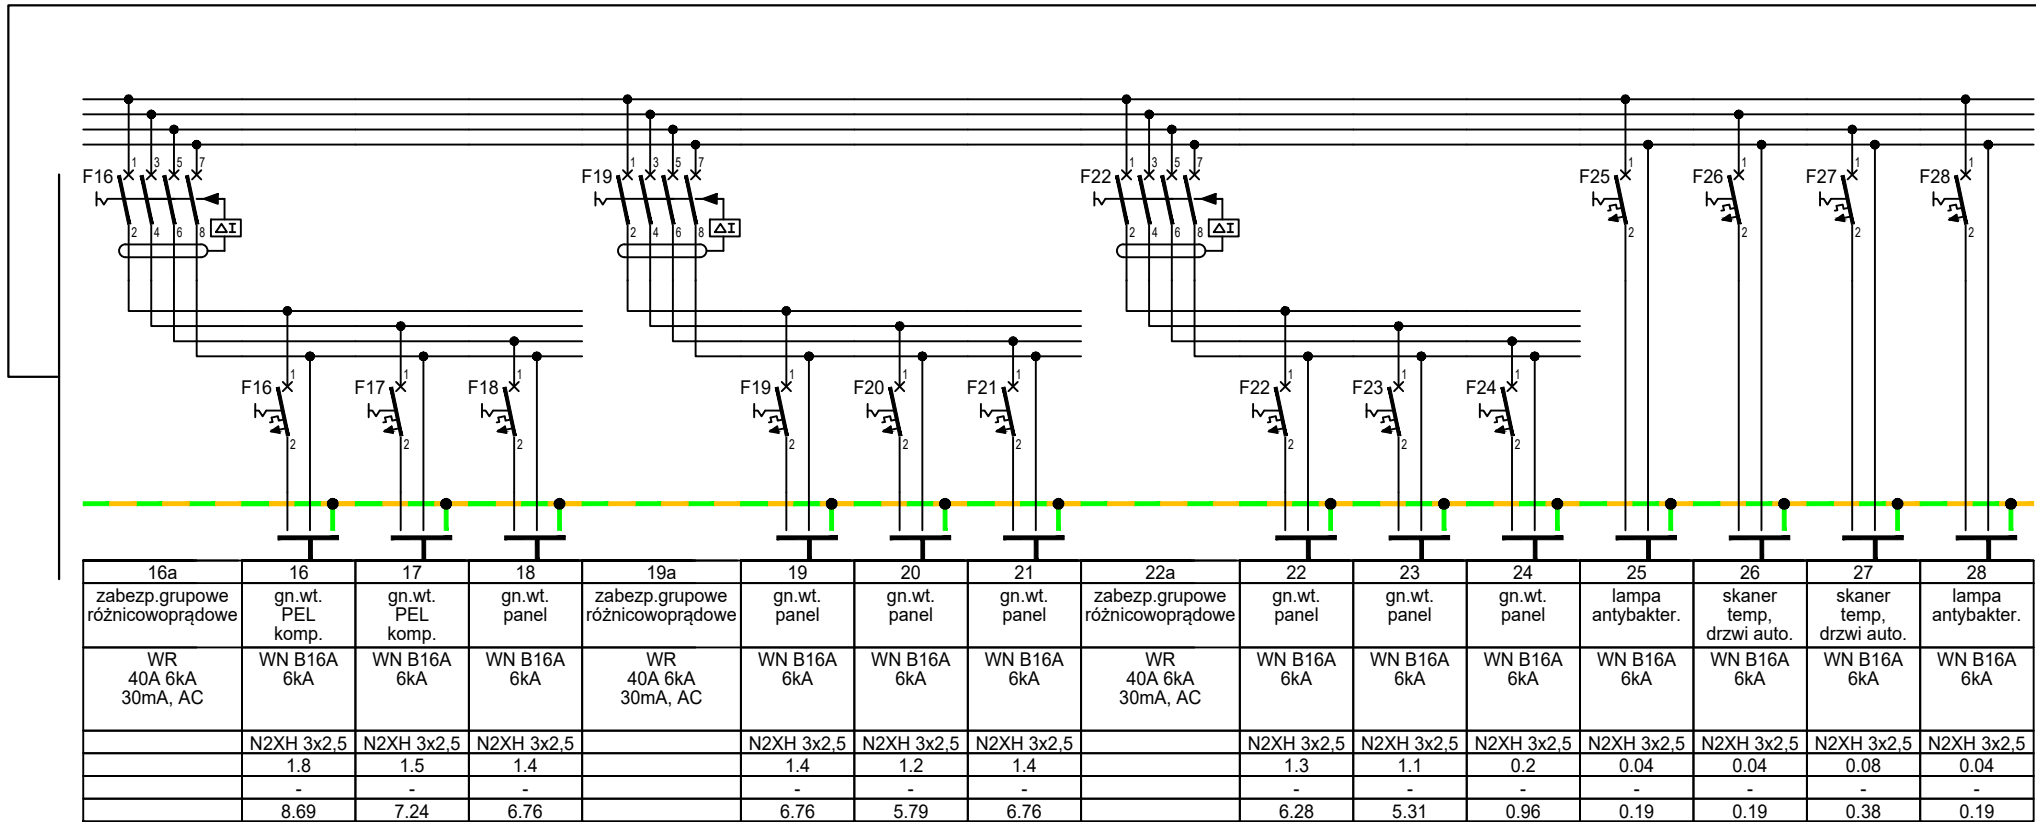 1 3 5 7 1 3 5 7 1 3 5 7 1 1 1 1
F16 F19 F22 F25 F26 F27 F28
ΔI ΔI ΔI
2 4 6 8 2 4 6 8 2 4 6 8 2 2 2 2
1 1 1 1 1 1 1 1 1
F16 F17 F18 F19 F20 F21 F22 F23 F24
2 2 2 2 2 2 2 2 2
16a 16 17 18 19a 19 20 21 22a 22 23 24 25 26 27 28
zabezp.grupowe gn.wt. gn.wt. gn.wt. zabezp.grupowe gn.wt. gn.wt. gn.wt. zabezp.grupowe gn.wt. gn.wt. gn.wt. lampa skaner skaner lampa
różnicowoprądowe PEL PEL panel różnicowoprądowe panel panel panel różnicowoprądowe panel panel panel antybakter. temp, temp, antybakter.
komp. komp. drzwi auto. drzwi auto.
WR WN B16A WN B16A WN B16A WR WN B16A WN B16A WN B16A WR WN B16A WN B16A WN B16A WN B16A WN B16A WN B16A WN B16A
40A 6kA 6kA 6kA 6kA 40A 6kA 6kA 6kA 6kA 40A 6kA 6kA 6kA 6kA 6kA 6kA 6kA 6kA
30mA, AC 30mA, AC 30mA, AC
N2XH 3x2,5 N2XH 3x2,5 N2XH 3x2,5 N2XH 3x2,5 N2XH 3x2,5 N2XH 3x2,5 N2XH 3x2,5 N2XH 3x2,5 N2XH 3x2,5 N2XH 3x2,5 N2XH 3x2,5 N2XH 3x2,5 N2XH 3x2,5
1.8 1.5 1.4 1.4 1.2 1.4 1.3 1.1 0.2 0.04 0.04 0.08 0.04
- - - - - - - - - - - - -
8.69 7.24 6.76 6.76 5.79 6.76 6.28 5.31 0.96 0.19 0.19 0.38 0.19